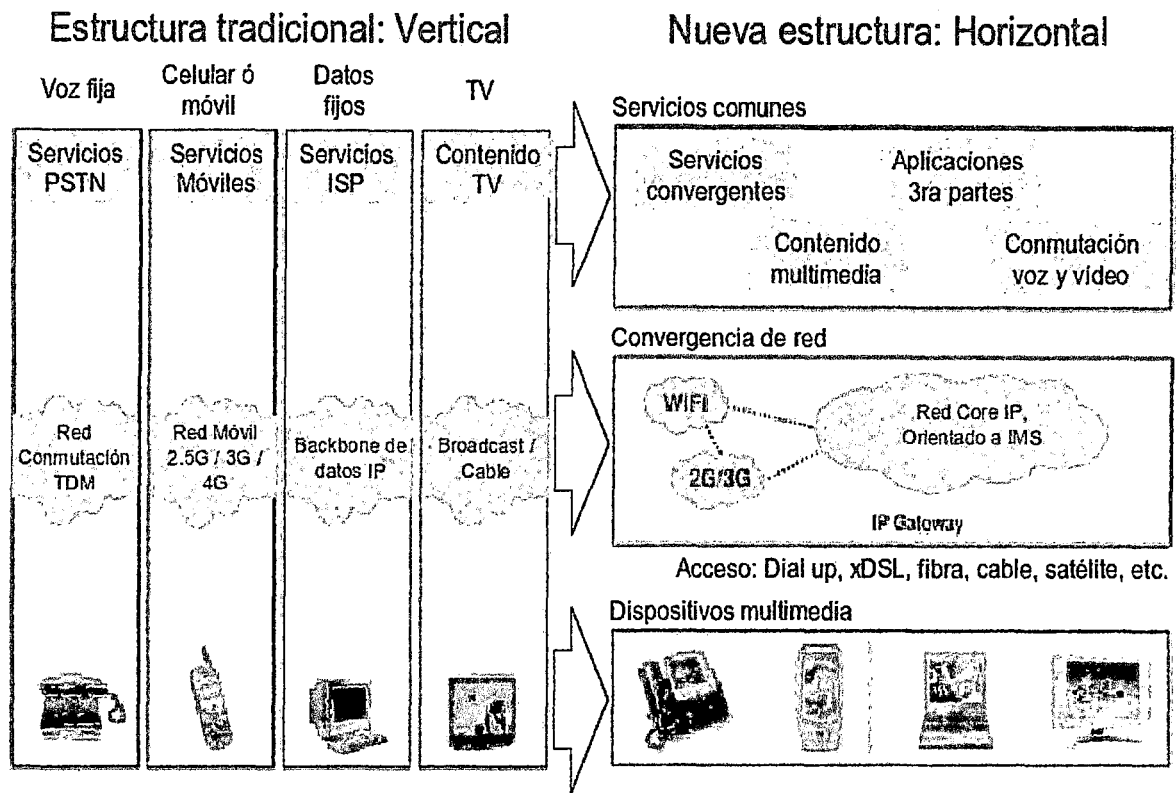 Estructura tradicional: Vertical
Voz fija
Celular ó
móvil
Datos
fijos
TV
Servicios
PSTN
Servicios
Móviles
Servicios
ISP
Contenido
TV
Red
Conmutación
TDM
Red Móvil
2.5G / 3G /
4G
Backbone de
datos IP
Broadcast /
Cable
Nueva estructura: Horizontal
Servicios comunes
Servicios
convergentes
Aplicaciones
3ra partes
Contenido
multimedia
Conmutación
voz y vídeo
Convergencia de red
WIFI
2G/3G
Red Core IP,
Orientado a IMS
IP Gateway
Acceso: Dial up, xDSL, fibra, cable, satélite, etc.
Dispositivos multimedia